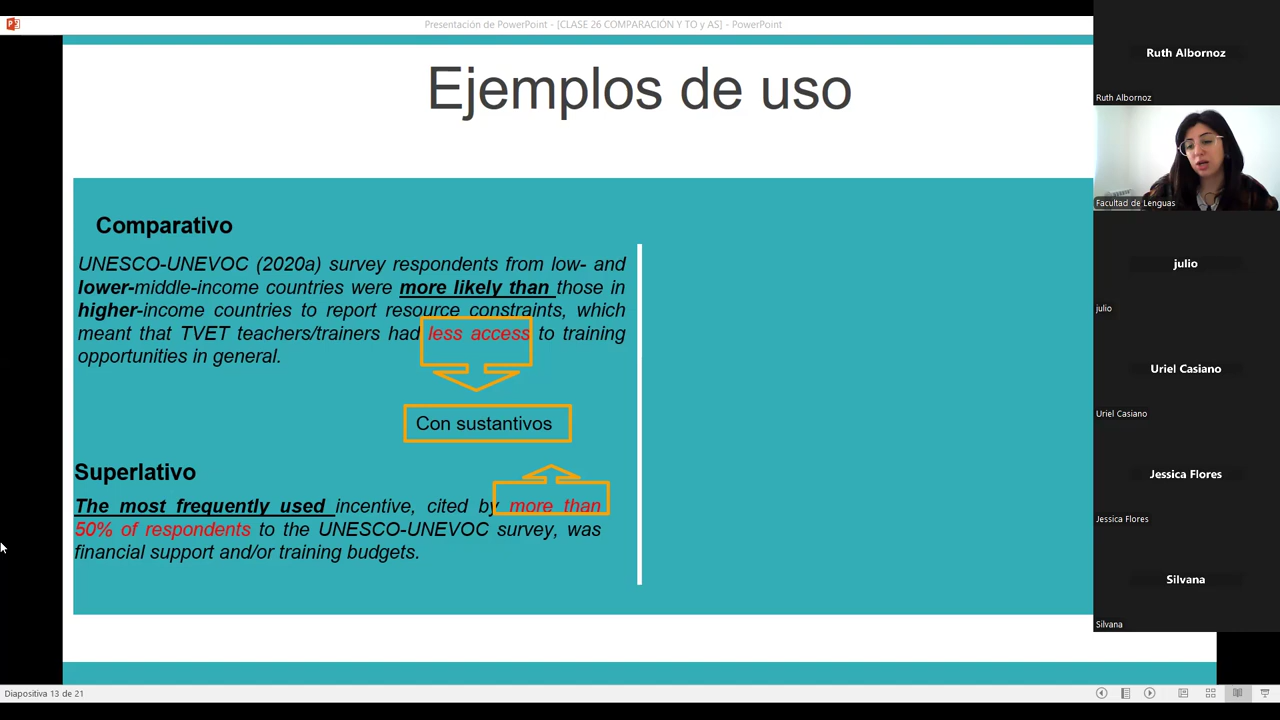 Presentación de PowerPoint - [CLASE 26 COMPARACIÓN Y TO y AS] - PowerPoint
Ejemplos de uso
Comparativo
UNESCO-UNEVOC (2020a) survey respondents from low- and
lower-middle-income countries were more likely than those in
higher-income countries to report resource constraints, which
meant that TVET teachers/trainers had less access to training
opportunities in general.
Con sustantivos
Superlativo
The most frequently used incentive, cited by more than
50% of respondents to the UNESCO-UNEVOC survey, was
financial support and/or training budgets.
Ruth Albornoz
Ruth Albornoz
Facultad de Lenguas
julio
julio
Uriel Casiano
Uriel Casiano
Jessica Flores
Jessica Flores
Silvana
Silvana
Diapositiva 13 de 21